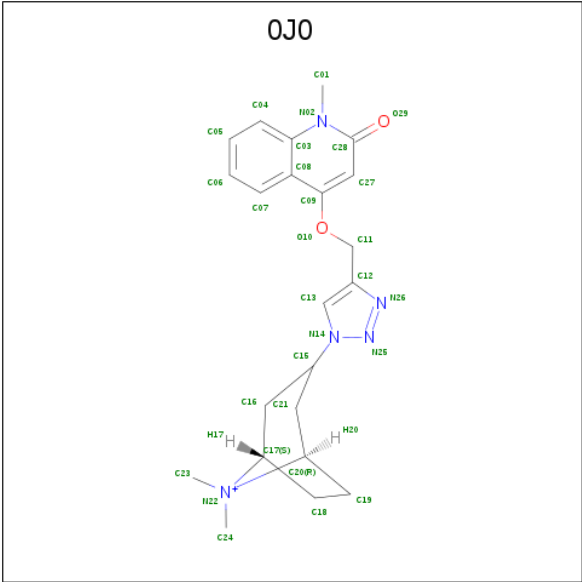 OJO
C01
N02
O29
C04
C05
C03
C28
C08
C06
C27
C09
C07
O10
C11
C12
C13
N26
N14
N25
C15
C16
C21
H17
H20
C17(S)
C20(R)
C23
N
N22
C19
C18
C24
N
O
O
N
N
N
H
H
N+